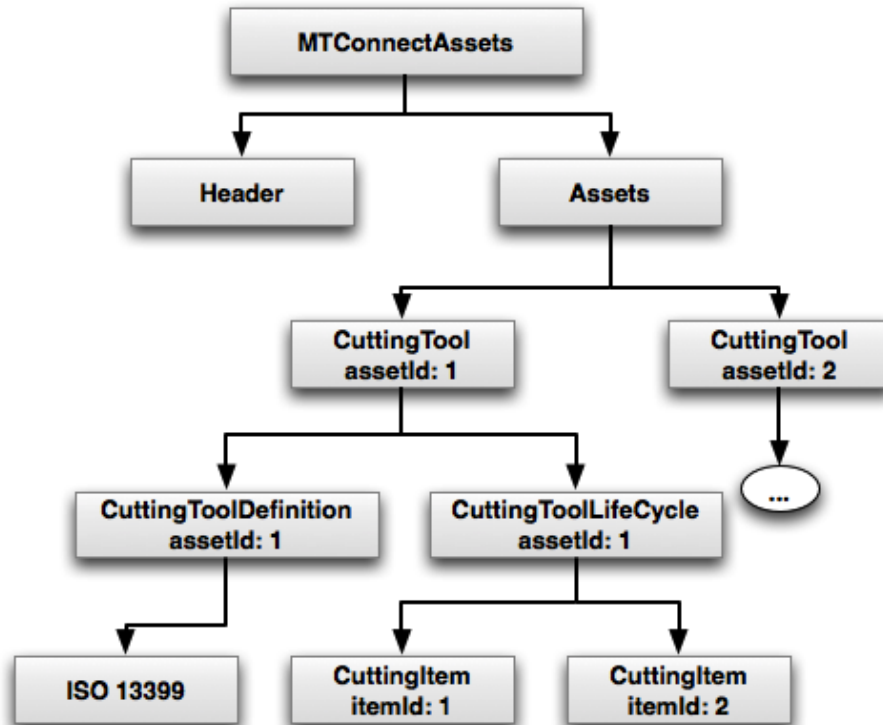 MTConnectAssets
Header
Assets
CuttingTool
assetId: 1
CuttingTool
assetId: 2
CuttingToolDefinition
assetId: 1
CuttingToolLifeCycle
assetId: 1
...
ISO 13399
CuttingItem
itemId: 1
CuttingItem
itemId: 2